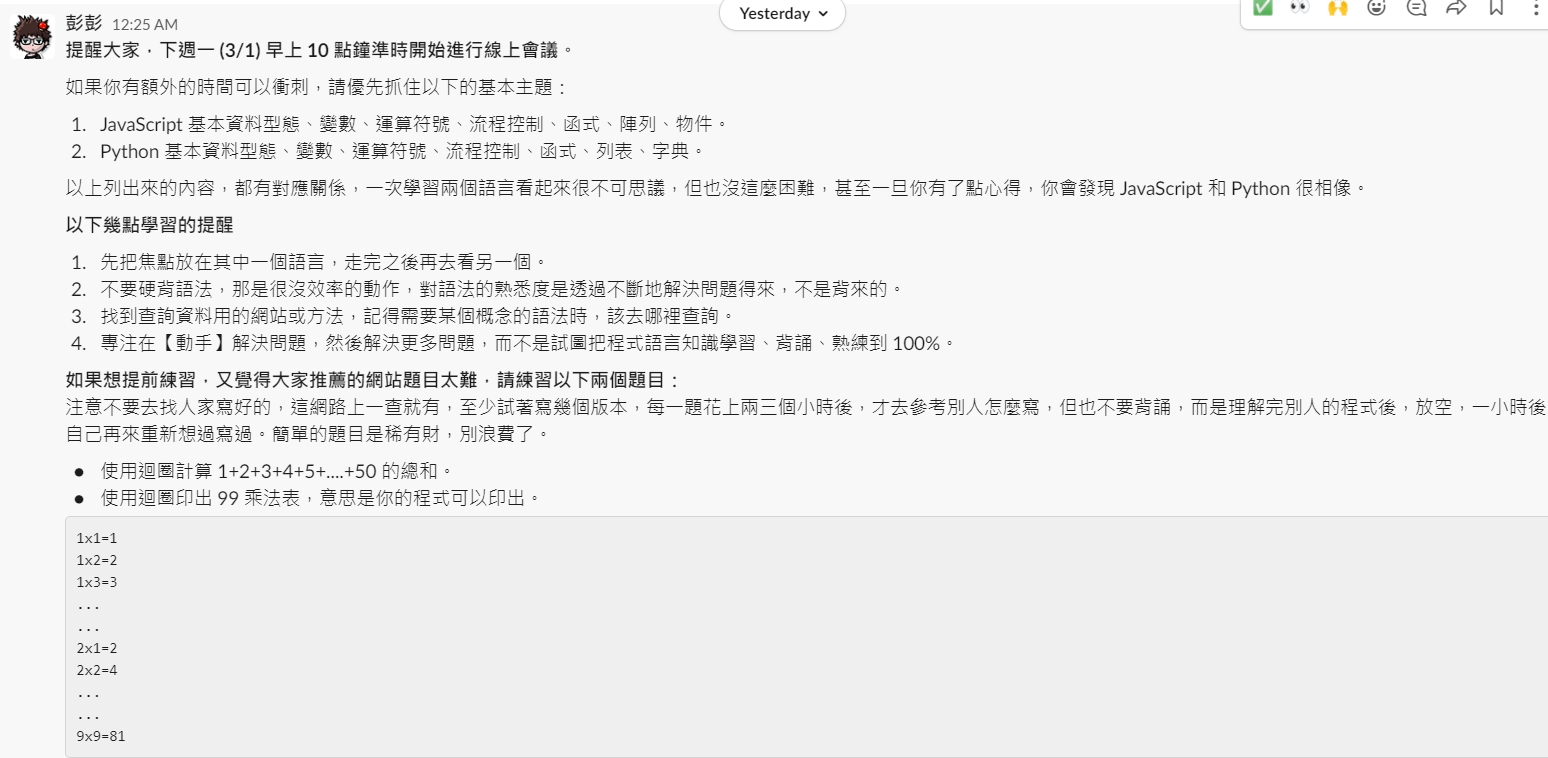 Yesterday
彭彭 12:25 AM
提醒大家，下週一 (3/1) 早上 10 點鐘準時開始進行線上會議。
如果你有額外的時間可以衝刺，請優先抓住以下的基本主題：
1. JavaScript 基本資料型態、變數、運算符號、流程控制、函式、陣列、物件。
2. Python 基本資料型態、變數、運算符號、流程控制、函式、列表、字典。
以上列出來的內容，都有對應關係，一次學習兩個語言看起來很不可思議，但也沒這麼困難，甚至一旦你有了點心得，你會發現 JavaScript 和 Python 很相像。
以下幾點學習的提醒
1. 先把焦點放在其中一個語言，走完之後再去看另一個。
2. 不要硬背語法，那是很沒效率的動作，對語法的熟悉度是透過不斷地解決問題得來，不是背來的。
3. 找到查詢資料用的網站或方法，記得需要某個概念的語法時，該去哪裡查詢。
4. 專注在【動手】解決問題，然後解決更多問題，而不是試圖把程式語言知識學習、背誦、熟練到 100%。
如果想提前練習，又覺得大家推薦的網站題目太難，請練習以下兩個題目：
注意不要去找人家寫好的，這網路上一查就有，至少試著寫幾個版本，每一題花上兩三個小時後，才去參考別人怎麼寫，但也不要背誦，而是理解完別人的程式後，放空，一小時後
自己再來重新想過寫過。簡單的題目是稀有財，別浪費了。
● 使用迴圈計算 1+2+3+4+5+....+50 的總和。
● 使用迴圈印出 99 乘法表，意思是你的程式可以印出。
1x1=1
1x2=2
1x3=3
...
...
2x1=2
2x2=4
...
...
9x9=81